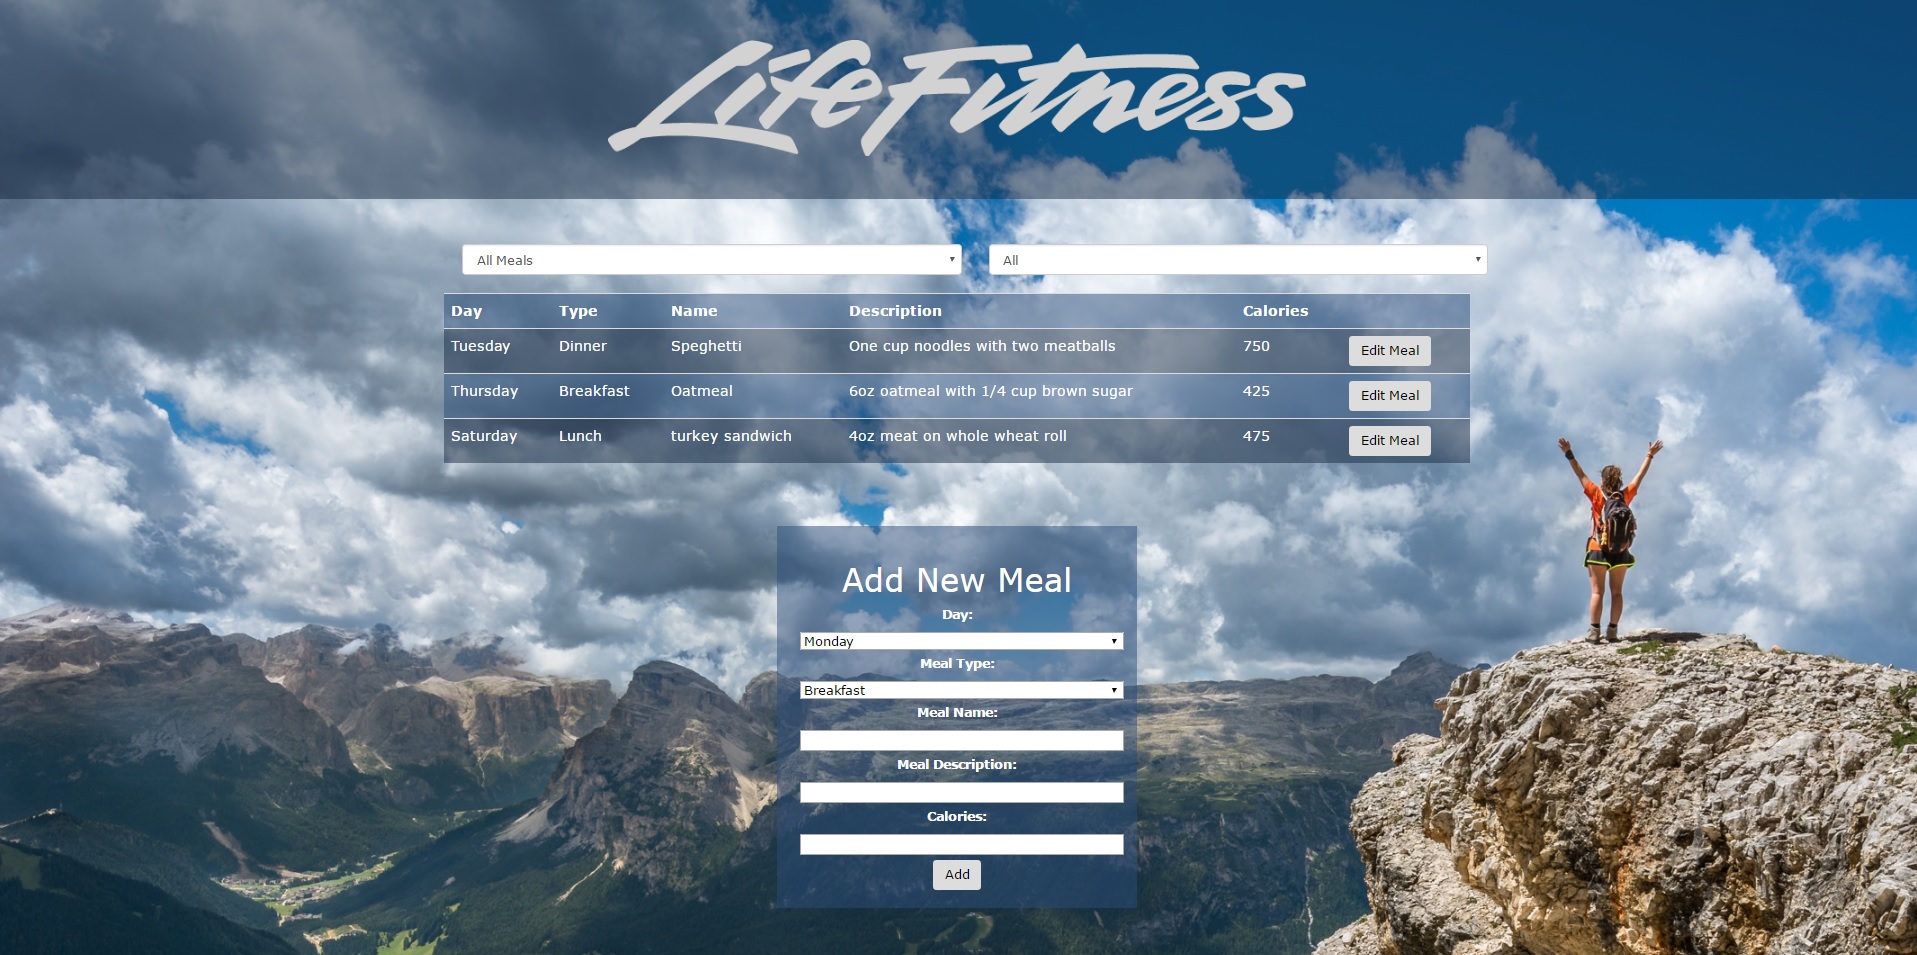 Life Fitness
All Meals All
Day Type Name Description Calories
Tuesday Dinner Speghetti One cup noodles with two meatballs 750 Edit Meal
Thursday Breakfast Oatmeal 6oz oatmeal with 1/4 cup brown sugar 425 Edit Meal
Saturday Lunch turkey sandwich 4oz meat on whole wheat roll 475 Edit Meal
Add New Meal
Day:
Monday
Meal Type:
Breakfast
Meal Name:
Meal Description:
Calories:
Add